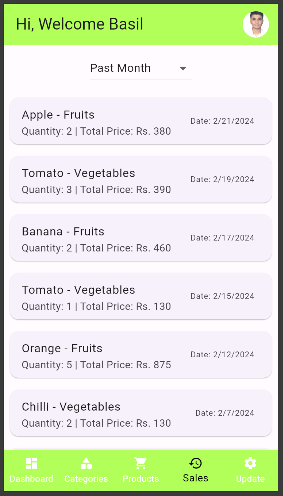 Hi, Welcome Basil
Past Month
Apple - Fruits
Quantity: 2 | Total Price: Rs. 380
Date: 2/21/2024
Tomato - Vegetables
Quantity: 3 | Total Price: Rs. 390
Date: 2/19/2024
Banana - Fruits
Quantity: 2 | Total Price: Rs. 460
Date: 2/17/2024
Tomato - Vegetables
Quantity: 1 | Total Price: Rs. 130
Date: 2/15/2024
Orange - Fruits
Quantity: 5 | Total Price: Rs. 875
Date: 2/12/2024
Chilli - Vegetables
Quantity: 2 | Total Price: Rs. 130
Date: 2/7/2024
Dashboard Categories Products Sales Update